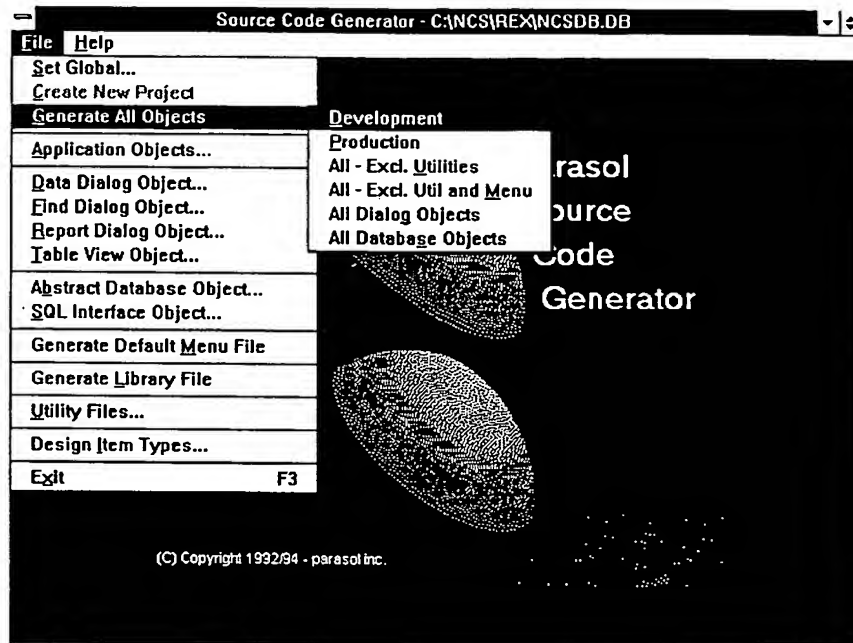 Source Code Generator - C:\NCS\REX\NCSDB.DB
File Help
Set Global...
Create New Project
Generate All Objects
Application Objects...
Data Dialog Object...
Find Dialog Object...
Report Dialog Object...
Table View Object...
Abstract Database Object...
SQL Interface Object...
Generate Default Menu File
Generate Library File
Utility Files...
Design Item Types...
Exit F3
Development
Production
All - Excl. Utilities
All - Excl. Util and Menu
All Dialog Objects
All Database Objects
rasol
ource
Code
Generator
(C) Copyright 1992/94 - parasol inc.